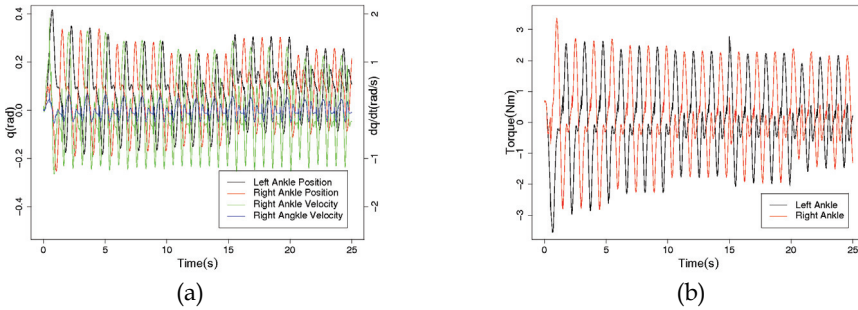 0.4
0.2
0.0
-0.2
-0.4
q(rad)
2
1
0
-1
-2
dq/dt(rad/s)
Left Ankle Position
Right Ankle Position
Right Ankle Velocity
Right Angkle Velocity
0 5 10 15 20 25
Time(s)
(a)
3
2
1
0
-1
-2
-3
Torque(Nm)
Left Ankle
Right Ankle
0 5 10 15 20 25
Time(s)
(b)